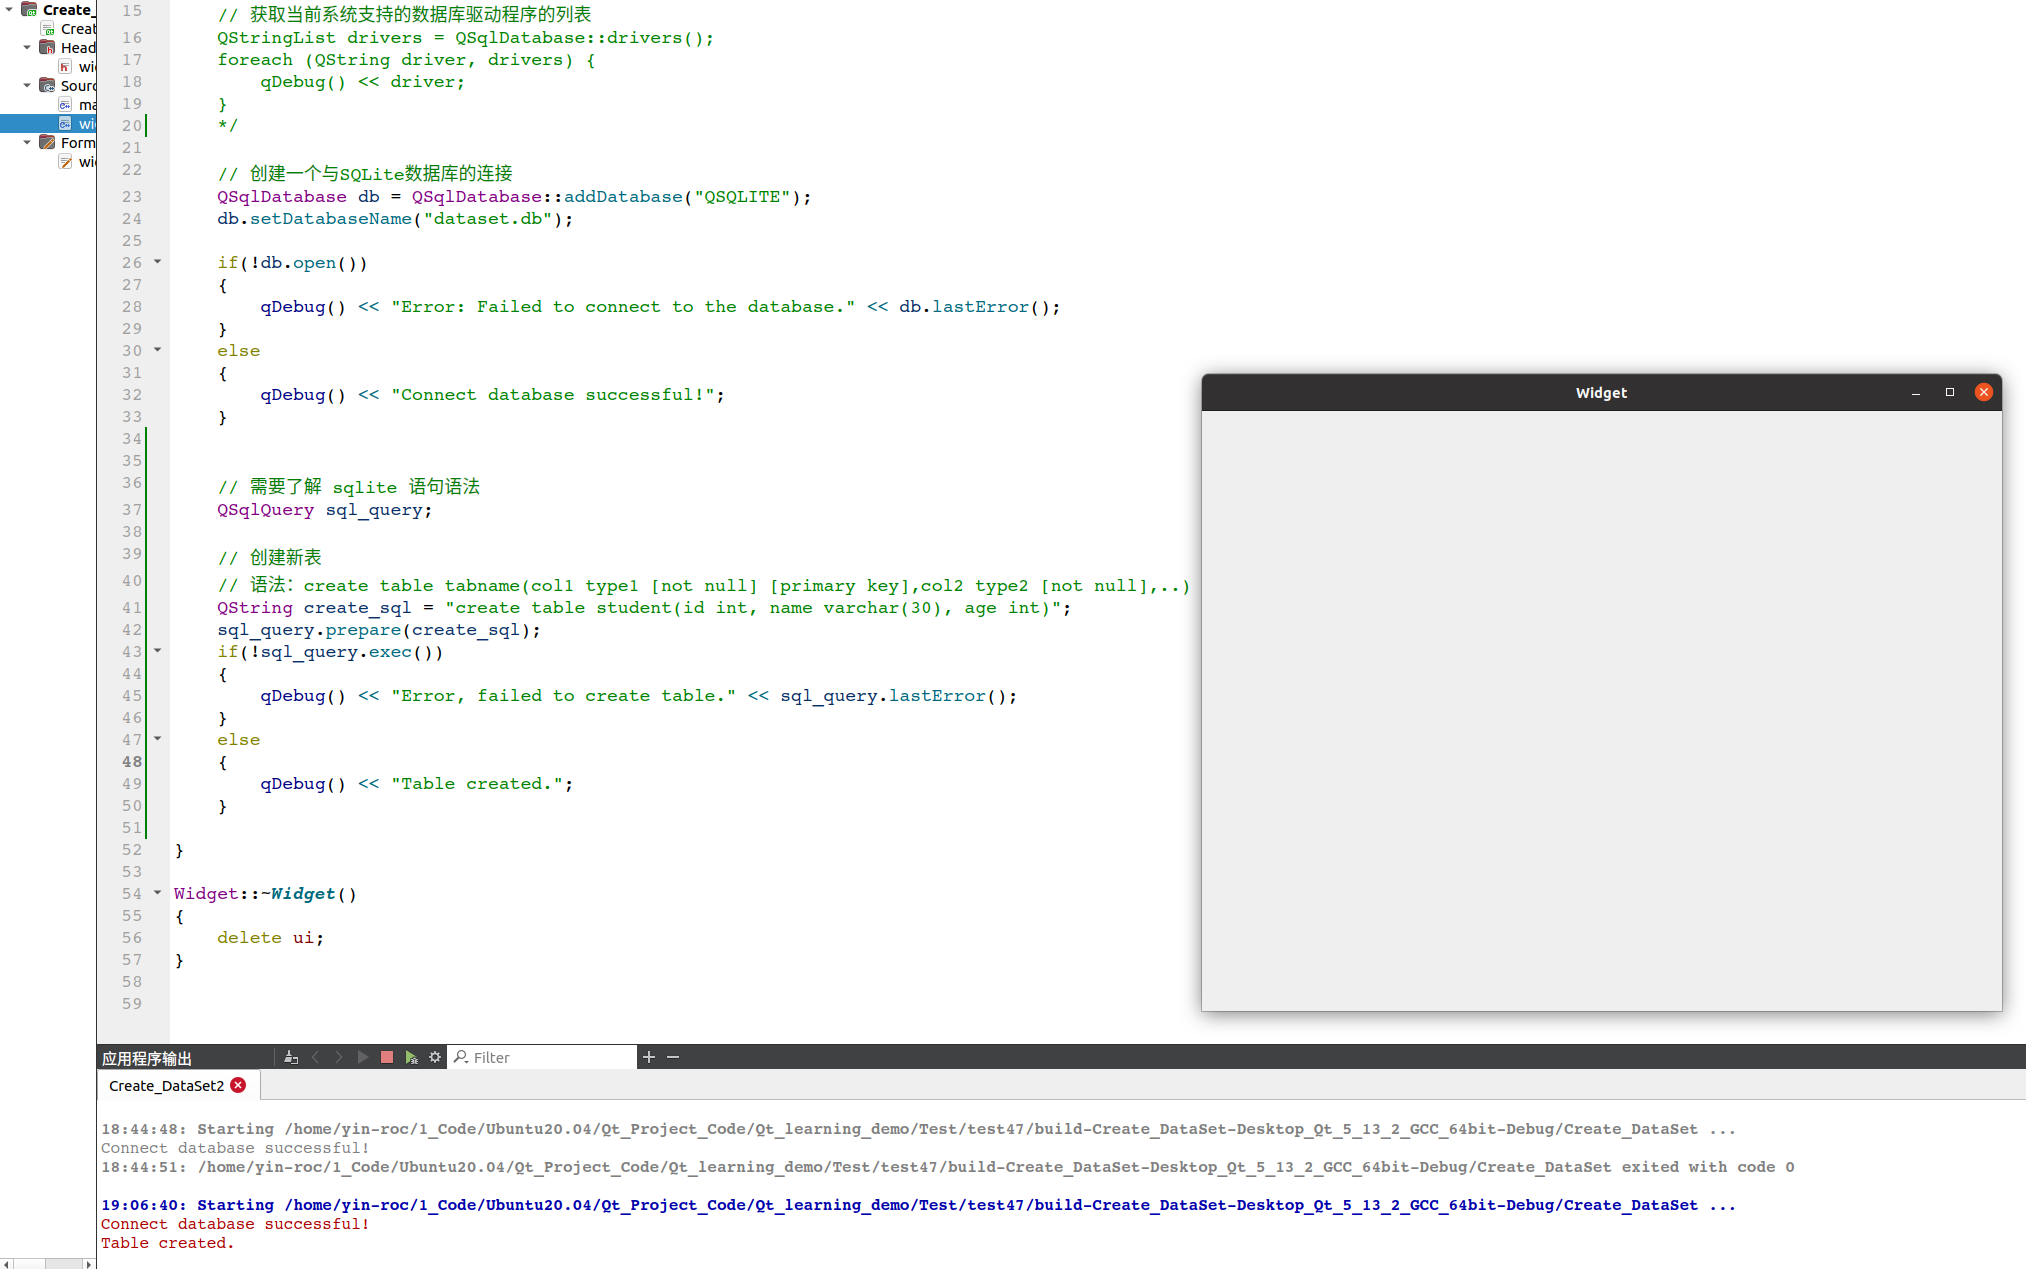 Create_
Creat
Head
wi
Sourc
ma
wi
Form
wi
15 // 获取当前系统支持的数据库驱动程序的列表
16 QStringList drivers = QSqlDatabase::drivers();
17 foreach (QString driver, drivers) {
18 qDebug() << driver;
19 }
20 */
21
22 // 创建一个与SQLite数据库的连接
23 QSqlDatabase db = QSqlDatabase::addDatabase("QSQLITE");
24 db.setDatabaseName("dataset.db");
25
26 if(!db.open())
27 {
28 qDebug() << "Error: Failed to connect to the database." << db.lastError();
29 }
30 else
31 {
32 qDebug() << "Connect database successful!";
33 }
34
35
36 // 需要了解 sqlite 语句语法
37 QSqlQuery sql_query;
38
39 // 创建新表
40 // 语法：create table tabname(col1 type1 [not null] [primary key],col2 type2 [not null],..)
41 QString create_sql = "create table student(id int, name varchar(30), age int)";
42 sql_query.prepare(create_sql);
43 if(!sql_query.exec())
44 {
45 qDebug() << "Error, failed to create table." << sql_query.lastError();
46 }
47 else
48 {
49 qDebug() << "Table created.";
50 }
51
52 }
53
54 Widget::~Widget()
55 {
56 delete ui;
57 }
58
59
Widget
应用程序输出
Filter
Create_DataSet2
18:44:48: Starting /home/yin-roc/1_Code/Ubuntu20.04/Qt_Project_Code/Qt_learning_demo/Test/test47/build-Create_DataSet-Desktop_Qt_5_13_2_GCC_64bit-Debug/Create_DataSet ...
Connect database successful!
18:44:51: /home/yin-roc/1_Code/Ubuntu20.04/Qt_Project_Code/Qt_learning_demo/Test/test47/build-Create_DataSet-Desktop_Qt_5_13_2_GCC_64bit-Debug/Create_DataSet exited with code 0
19:06:40: Starting /home/yin-roc/1_Code/Ubuntu20.04/Qt_Project_Code/Qt_learning_demo/Test/test47/build-Create_DataSet-Desktop_Qt_5_13_2_GCC_64bit-Debug/Create_DataSet ...
Connect database successful!
Table created.